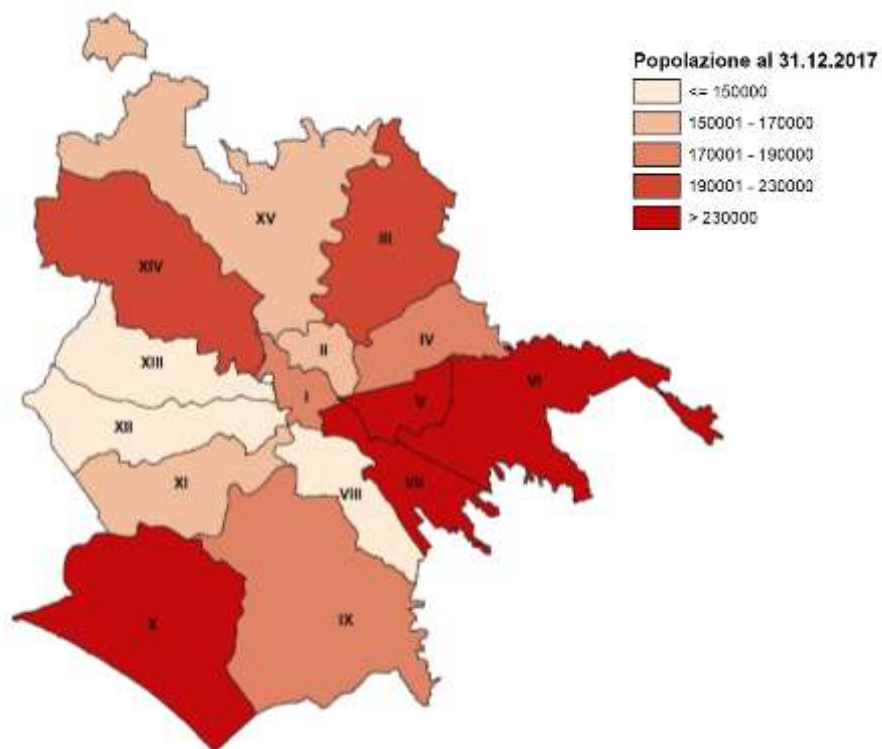 Popolazione al 31.12.2017
<= 150000
150001 - 170000
170001 - 190000
190001 - 230000
> 230000
XV
III
XIV
IV
II
VI
XIII
I
V
XII
XI
VII
VIII
X
IX